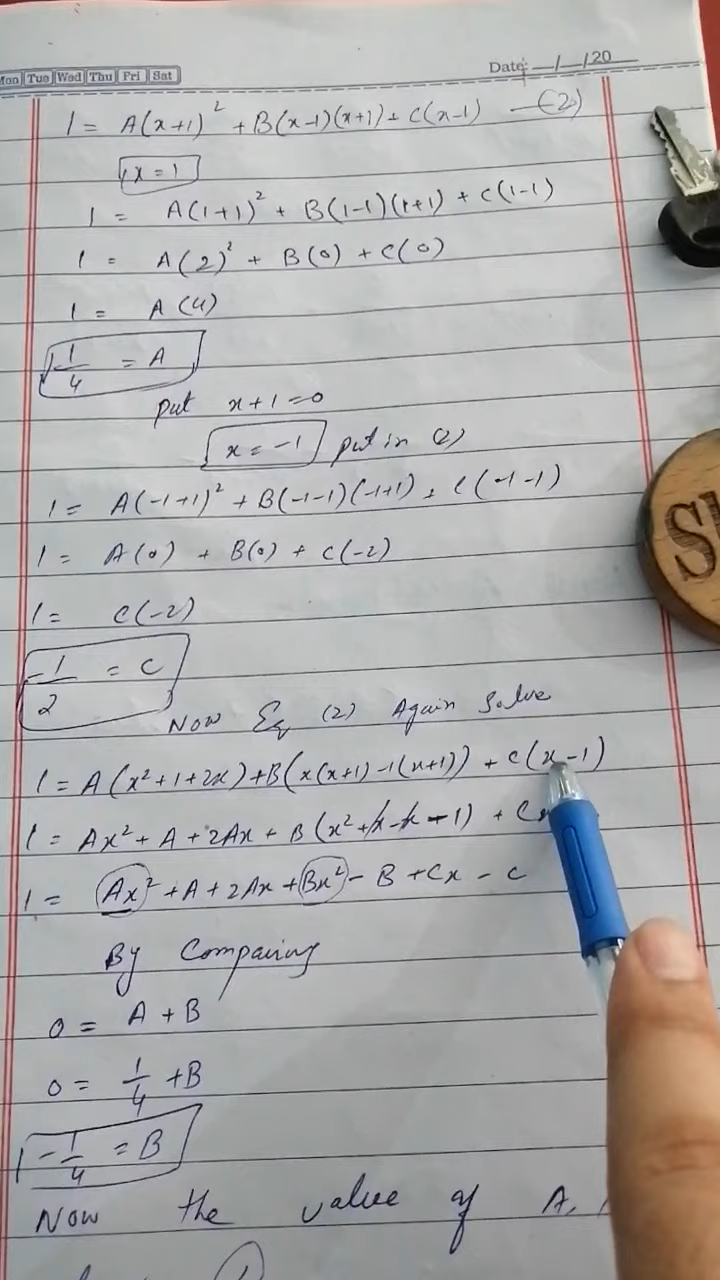 Mon Tue Wed Thu Fri Sat
Date: __/__/20__
1 = A(x+1)² + B(x-1)(x+1) + C(x-1) —(2)
x = 1
1 = A(1+1)² + B(1-1)(1+1) + C(1-1)
1 = A(2)² + B(0) + C(0)
1 = A(4)
1/4 = A
put x+1=0
x = -1 put in (2)
1 = A(-1+1)² + B(-1-1)(-1+1) + C(-1-1)
1 = A(0) + B(0) + C(-2)
1 = C(-2)
-1/2 = C
Now Eq (2) Again Solve
1 = A(x²+1+2x)+B(x(x+1)-1(x+1)) + C(x-1)
1 = Ax² + A + 2Ax + B(x²+x-x-1) +
1 = Ax² + A + 2Ax + Bx² - B + Cx - C
By Comparing
0 = A + B
0 = 1/4 + B
-1/4 = B
Now the value of A,